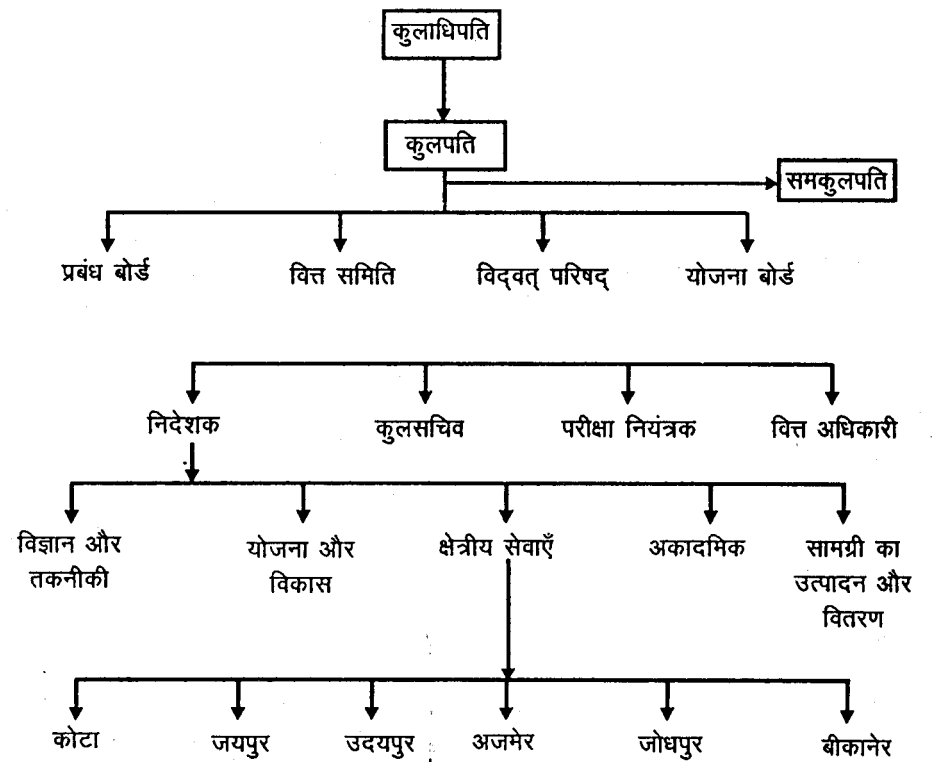 कुलाधिपति
कुलपति
समकुलपति
प्रबंध बोर्ड
वित्त समिति
विद्वत् परिषद्
योजना बोर्ड
निदेशक
कुलसचिव
परीक्षा नियंत्रक
वित्त अधिकारी
विज्ञान और
तकनीकी
योजना और
विकास
क्षेत्रीय सेवाएँ
अकादमिक
सामग्री का
उत्पादन और
वितरण
कोटा
जयपुर
उदयपुर
अजमेर
जोधपुर
बीकानेर